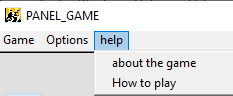 PANEL_GAME
Game Options help
about the game
How to play